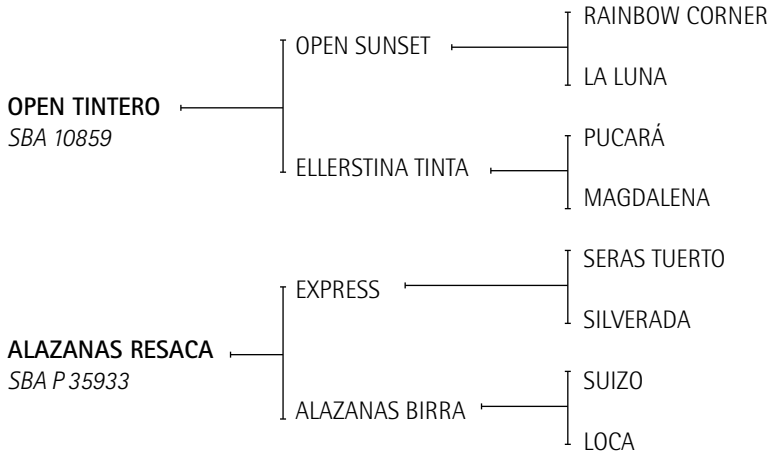 RAINBOW CORNER
OPEN SUNSET
LA LUNA
OPEN TINTERO
SBA 10859
PUCARÁ
ELLERSTINA TINTA
MAGDALENA
SERAS TUERTO
EXPRESS
SILVERADA
ALAZANAS RESACA
SBA P 35933
SUIZO
ALAZANAS BIRRA
LOCA